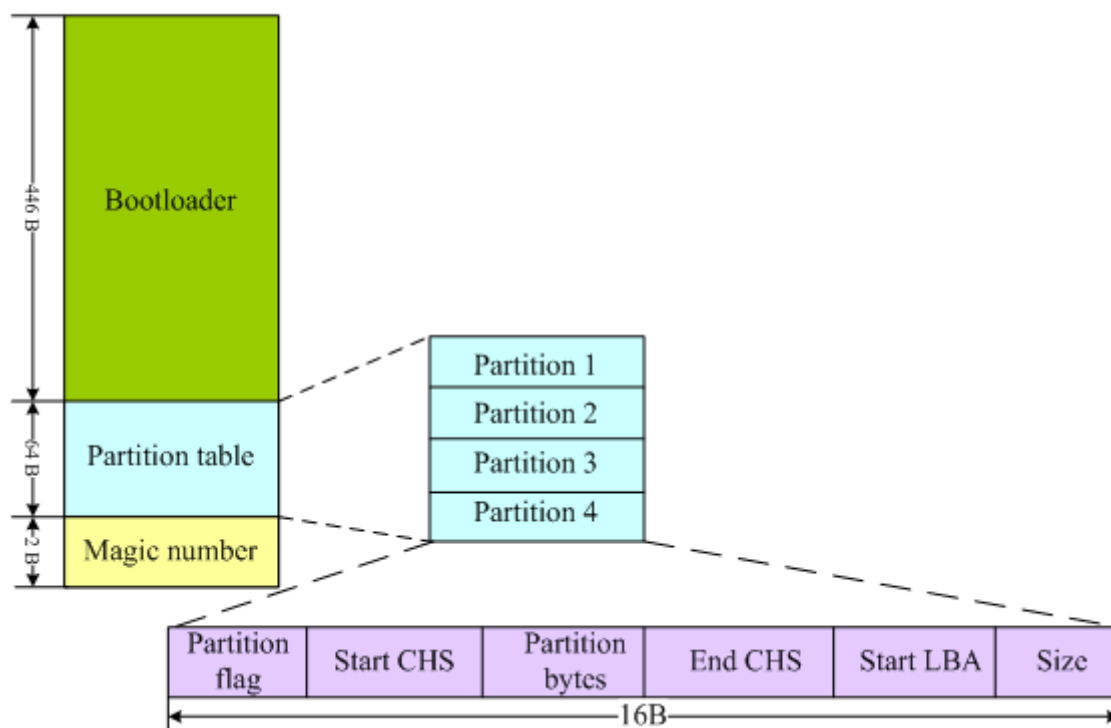 446 B
Bootloader
64 B
Partition table
2 B
Magic number
Partition 1
Partition 2
Partition 3
Partition 4
Partition
flag
Start CHS
Partition
bytes
End CHS
Start LBA
Size
16B